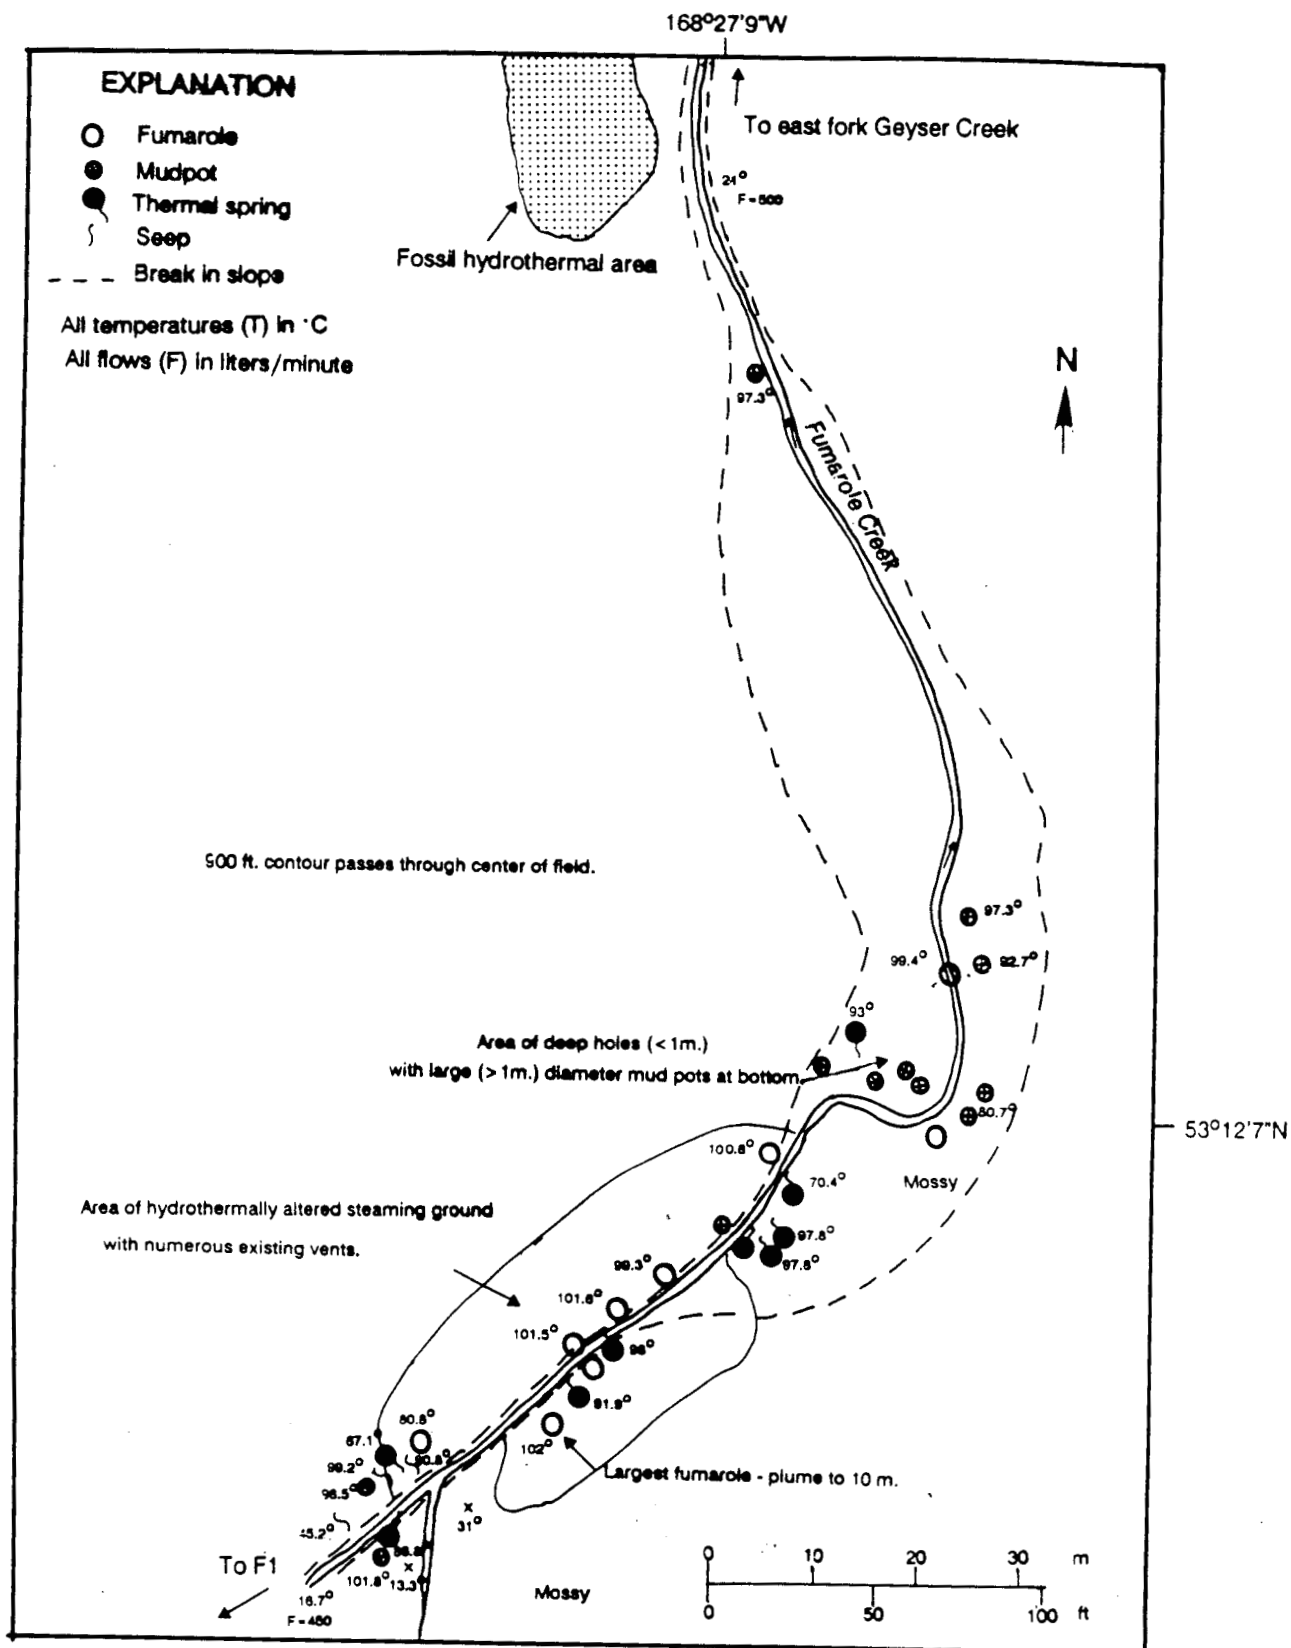 168°27'9"W
EXPLANATION
Fumarole
Mudpot
Thermal spring
Seep
Break in slope
All temperatures (T) in °C
All flows (F) in liters/minute
To east fork Geyser Creek
24°
F=500
Fossil hydrothermal area
N
97.3°
Fumarole Creek
900 ft. contour passes through center of field.
97.3°
99.4°
92.7°
93°
Area of deep holes (<1m.)
with large (>1m.) diameter mud pots at bottom.
80.7°
53°12'7"N
100.8°
70.4°
Mossy
Area of hydrothermally altered steaming ground
with numerous existing vents.
97.8°
97.8°
99.3°
101.6°
101.5°
98°
91.9°
102°
Largest fumarole - plume to 10 m.
80.8°
67.1
90.8°
99.2°
98.5°
31°
To F1
101.8°
13.3
16.7°
F=480
Mossy
0 10 20 30 m
0 50 100 ft